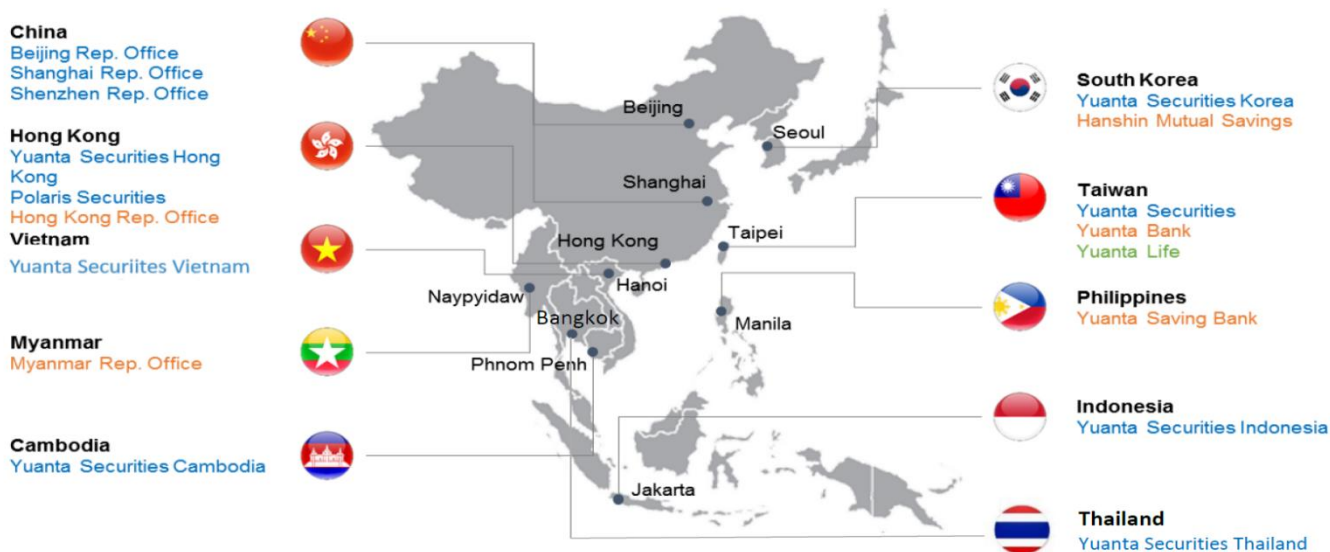 China
Beijing Rep. Office
Shanghai Rep. Office
Shenzhen Rep. Office
Hong Kong
Yuanta Securities Hong
Kong
Polaris Securities
Hong Kong Rep. Office
Vietnam
Yuanta Securiites Vietnam
Myanmar
Myanmar Rep. Office
Cambodia
Yuanta Securities Cambodia
Beijing
Seoul
Shanghai
Taipei
Hong Kong
Hanoi
Naypyidaw
Bangkok
Manila
Phnom Penh
Jakarta
South Korea
Yuanta Securities Korea
Hanshin Mutual Savings
Taiwan
Yuanta Securities
Yuanta Bank
Yuanta Life
Philippines
Yuanta Saving Bank
Indonesia
Yuanta Securities Indonesia
Thailand
Yuanta Securities Thailand